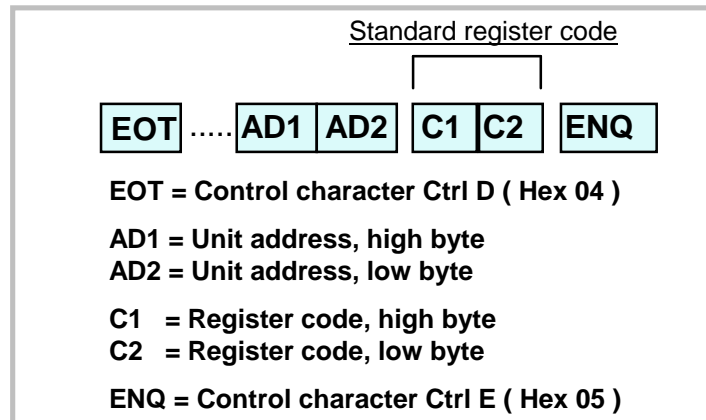 Standard register code
EOT ..... AD1 AD2 C1 C2 ENQ
EOT = Control character Ctrl D ( Hex 04 )
AD1 = Unit address, high byte
AD2 = Unit address, low byte
C1 = Register code, high byte
C2 = Register code, low byte
ENQ = Control character Ctrl E ( Hex 05 )